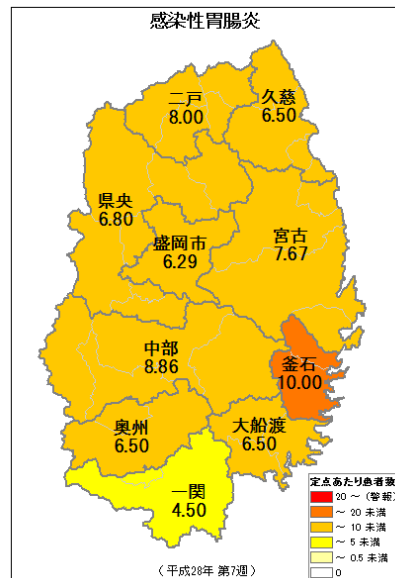 感染性胃腸炎
二戸
8.00
久慈
6.50
県央
6.80
盛岡市
6.29
宮古
7.67
中部
8.86
釜石
10.00
奥州
6.50
大船渡
6.50
一関
4.50
定点あたり患者数
20 ～ (警報)
～ 20 未満
～ 10 未満
～ 5 未満
～ 0.5 未満
0
(平成28年 第7週)